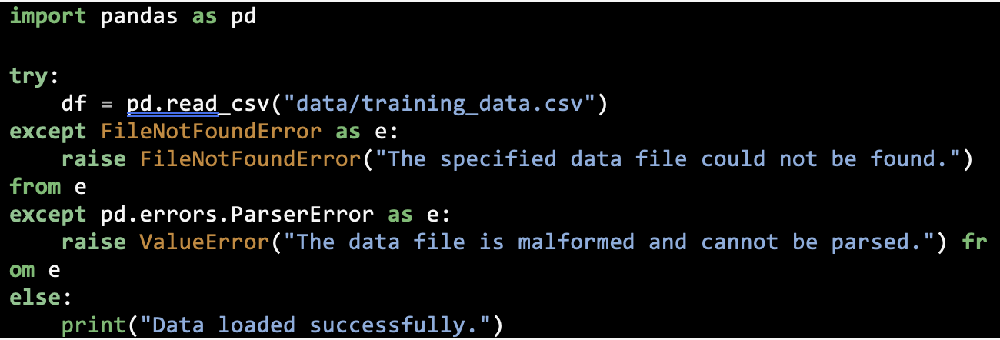 import pandas as pd
try:
    df = pd.read_csv("data/training_data.csv")
except FileNotFoundError as e:
    raise FileNotFoundError("The specified data file could not be found.")
from e
except pd.errors.ParserError as e:
    raise ValueError("The data file is malformed and cannot be parsed.") fr
om e
else:
    print("Data loaded successfully.")